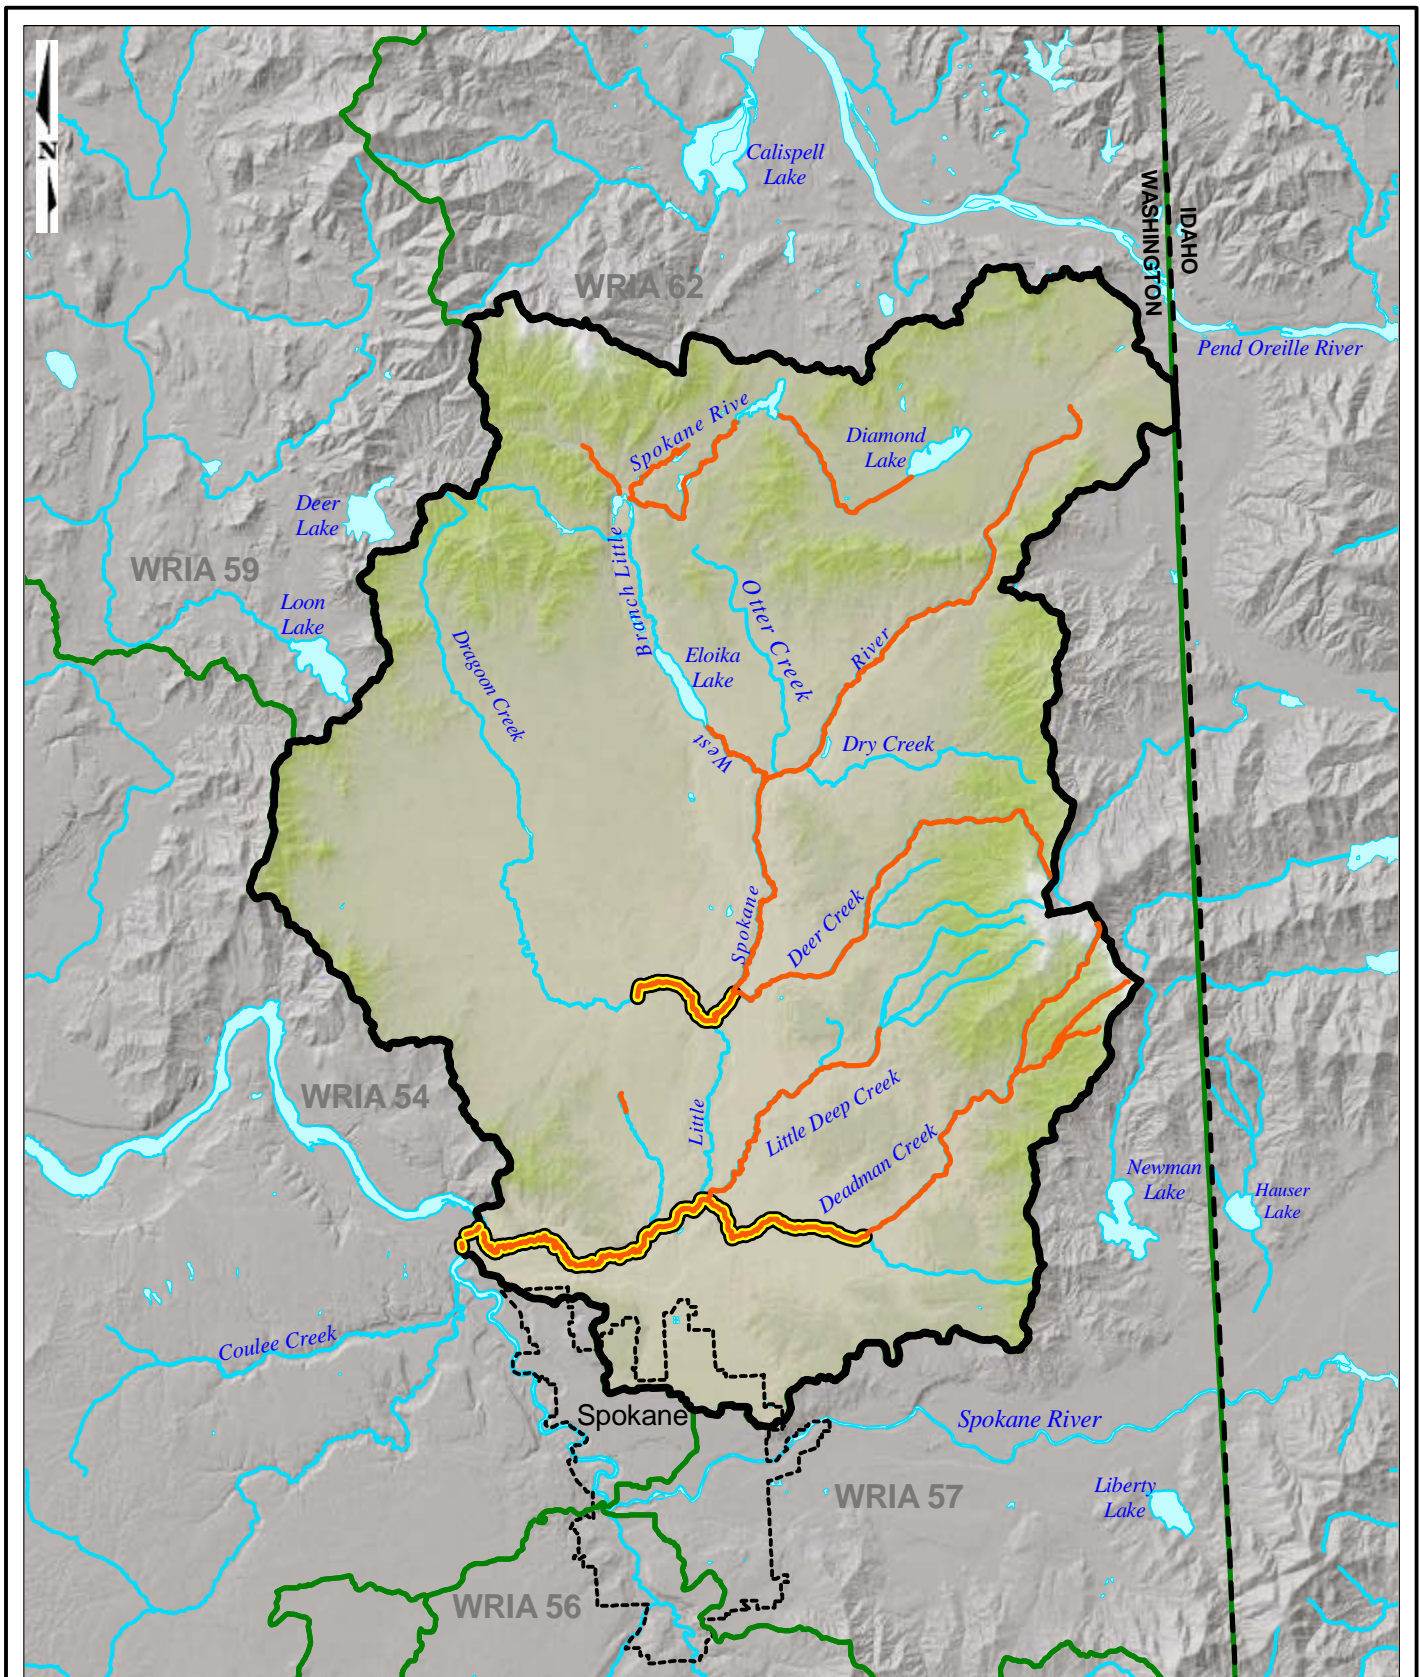 N
Calispell
Lake
IDAHO
WASHINGTON
WRIA 62
Pend Oreille River
Spokane Rive
Diamond
Lake
Deer
Lake
WRIA 59
Branch Little
Otter Creek
Loon
Lake
River
Dragoon Creek
Eloika
Lake
West
Dry Creek
Spokane
Deer Creek
WRIA 54
Little
Little Deep Creek
Deadman Creek
Newman
Lake
Hauser
Lake
Coulee Creek
Spokane
Spokane River
WRIA 57
Liberty
Lake
WRIA 56